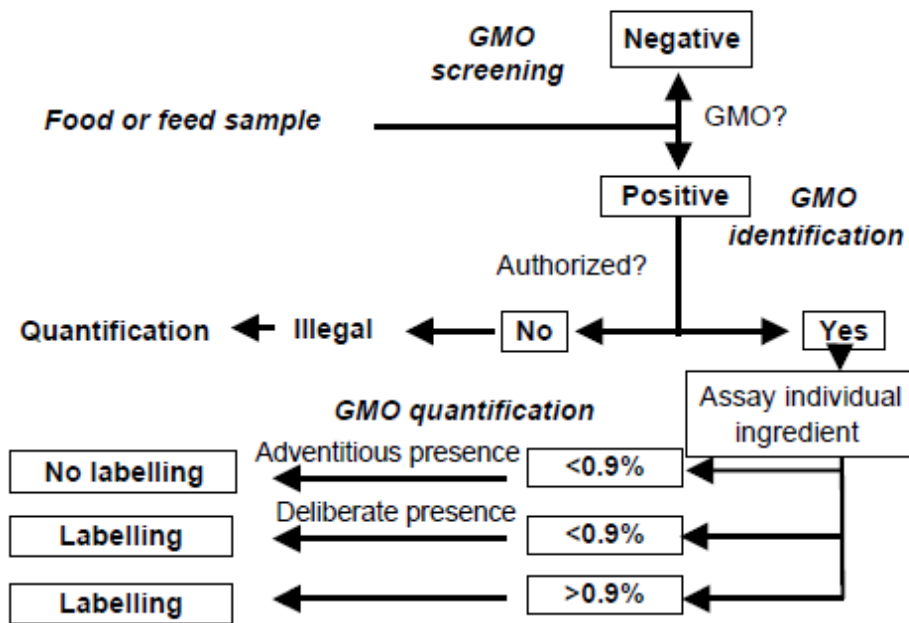 GMO
screening
Negative
Food or feed sample
GMO?
Positive
GMO
identification
Authorized?
Quantification
Illegal
No
Yes
Assay individual
ingredient
GMO quantification
No labelling
Adventitious presence
<0.9%
Labelling
Deliberate presence
<0.9%
Labelling
>0.9%